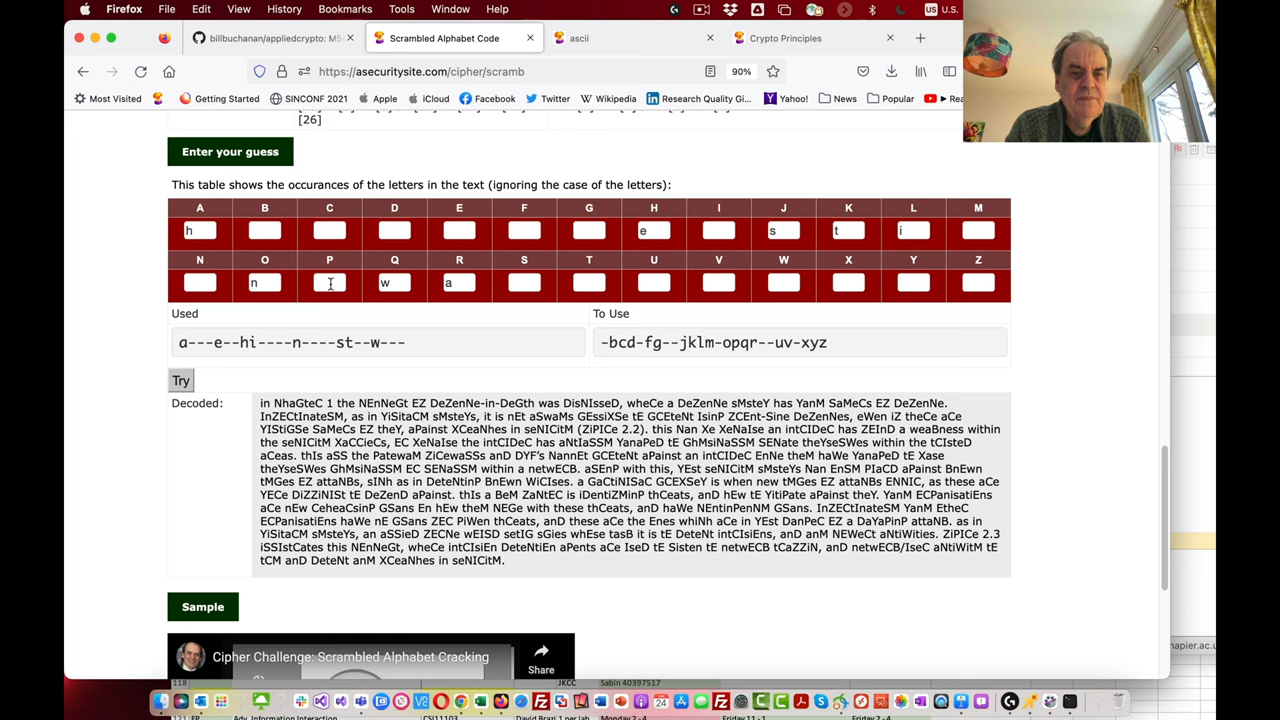 Firefox File Edit View History Bookmarks Tools Window Help U.S.
billbuchanan/appliedcrypto: MS Scrambled Alphabet Code ascii Crypto Principles
https://asecuritysite.com/cipher/scramb 90%
Most Visited Getting Started SINCONF 2021 Apple iCloud Facebook Twitter Wikipedia Research Quality Gi... Yahoo! News Popular
[26]
Enter your guess
This table shows the occurances of the letters in the text (ignoring the case of the letters):
A B C D E F G H I J K L M
h e s t i
N O P Q R S T U V W X Y Z
n w a
Used To Use
a---e--hi----n----st--w--- -bcd-fg--jklm-opqr--uv-xyz
Try
Decoded: in NhaGteC 1 the NEnNeGt EZ DeZenNe-in-DeGth was DisNIsseD, wheCe a DeZenNe sMsteY has YanM SaMeCs EZ DeZenNe.
InZECtInateSM, as in YiSitaCM sMsteYs, it is nEt aSwaMs GEssiXSe tE GCEteNt IsinP ZCEnt-Sine DeZenNes, eWen iZ theCe aCe
YIStiGSe SaMeCs EZ theY, aPainst XCeaNhes in seNICitM (ZiPICe 2.2). this Nan Xe XeNaIse an intCIDeC has ZEInD a weaBness within
the seNICitM XaCCieCs, EC XeNaIse the intCIDeC has aNtIaSSM YanaPeD tE GhMsiNaSSM SENate theYseSWes within the tCIsteD
aCeas. thIs aSS the PatewaM ZiCewaSSs anD DYF's NannEt GCEteNt aPainst an intCIDeC EnNe theM haWe YanaPeD tE Xase
theYseSWes GhMsiNaSSM EC SENaSSM within a netwECB. aSEnP with this, YEst seNICitM sMsteYs Nan EnSM PIaCD aPainst BnEwn
tMGes EZ attaNBs, sINh as in DeteNtinP BnEwn WiCIses. a GaCtiNISaC GCEXSeY is when new tMGes EZ attaNBs ENNIC, as these aCe
YECe DiZZiNISt tE DeZenD aPainst. thIs a BeM ZaNtEC is iDentiZMinP thCeats, anD hEw tE YitiPate aPainst theY. YanM ECPanisatiEns
aCe nEw CeheaCsinP GSans En hEw theM NEGe with these thCeats, anD haWe NEntinPenNM GSans. InZECtInateSM YanM EtheC
ECPanisatiEns haWe nE GSans ZEC PiWen thCeats, anD these aCe the Enes whiNh aCe in YEst DanPeC EZ a DaYaPinP attaNB. as in
YiSitaCM sMsteYs, an aSSieD ZECNe wEISD setIG sGies whEse tasB it is tE DeteNt intCIsiEns, anD anM NEWeCt aNtiWities. ZiPICe 2.3
iSSIstCates this NEnNeGt, wheCe intCIsiEn DeteNtiEn aPents aCe IseD tE Sisten tE netwECB tCaZZin, anD netwECB/IseC aNtiWitM tE
tCM anD DeteNt anM XCeaNhes in seNICitM.
Sample
Cipher Challenge: Scrambled Alphabet Cracking
Share
118 JKCC Sabin 40397517